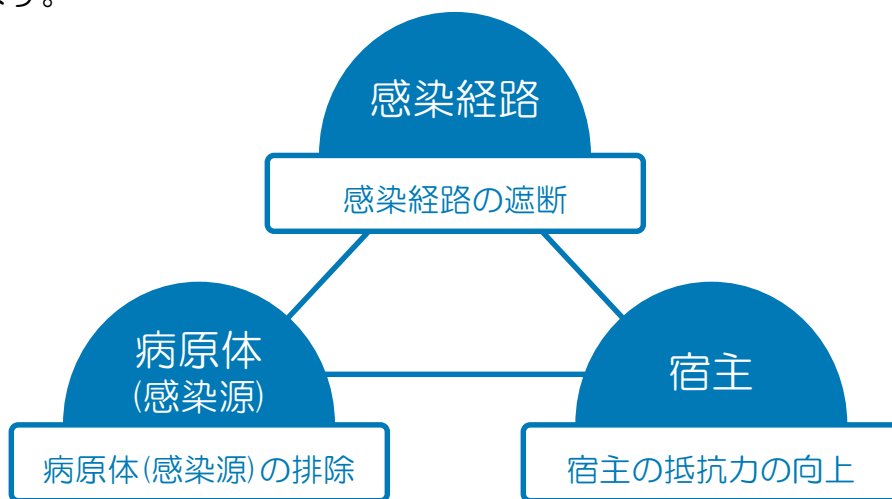 感染経路
感染経路の遮断
病原体
(感染源)
病原体(感染源)の排除
宿主
宿主の抵抗力の向上